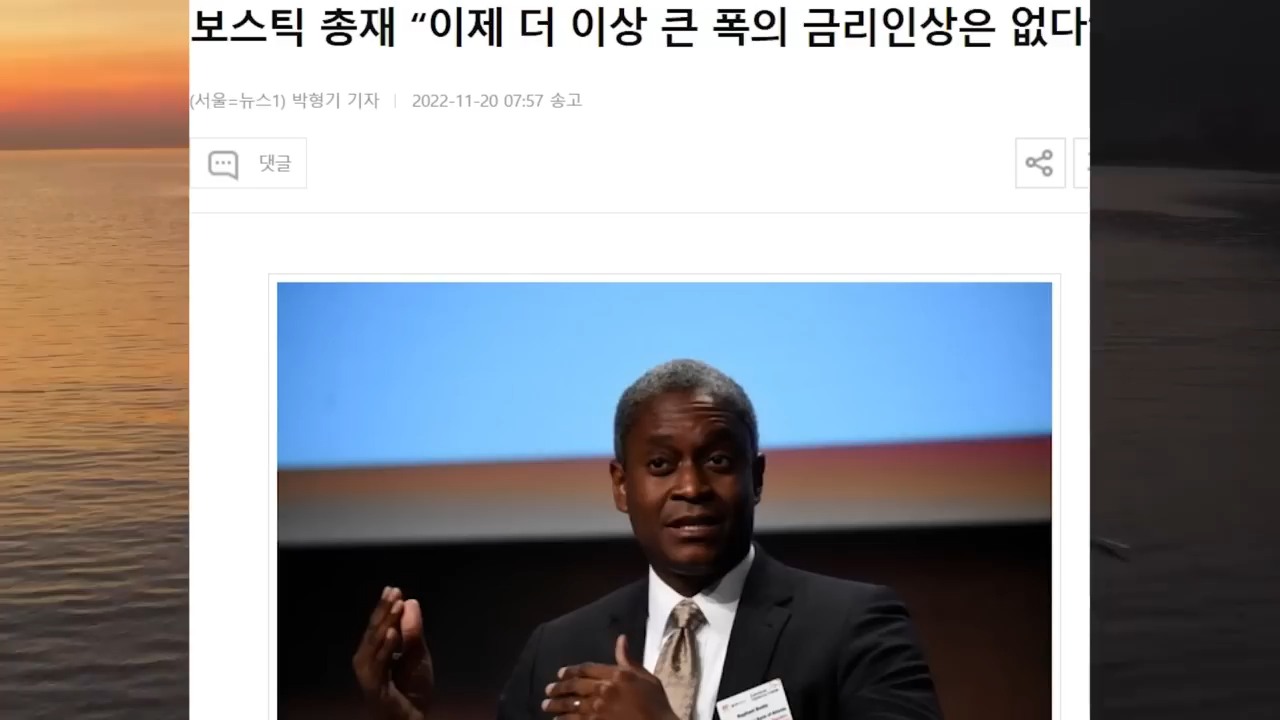 보스틱 총재 “이제 더 이상 큰 폭의 금리인상은 없다
(서울=뉴스1) 박형기 기자 | 2022-11-20 07:57 송고
댓글